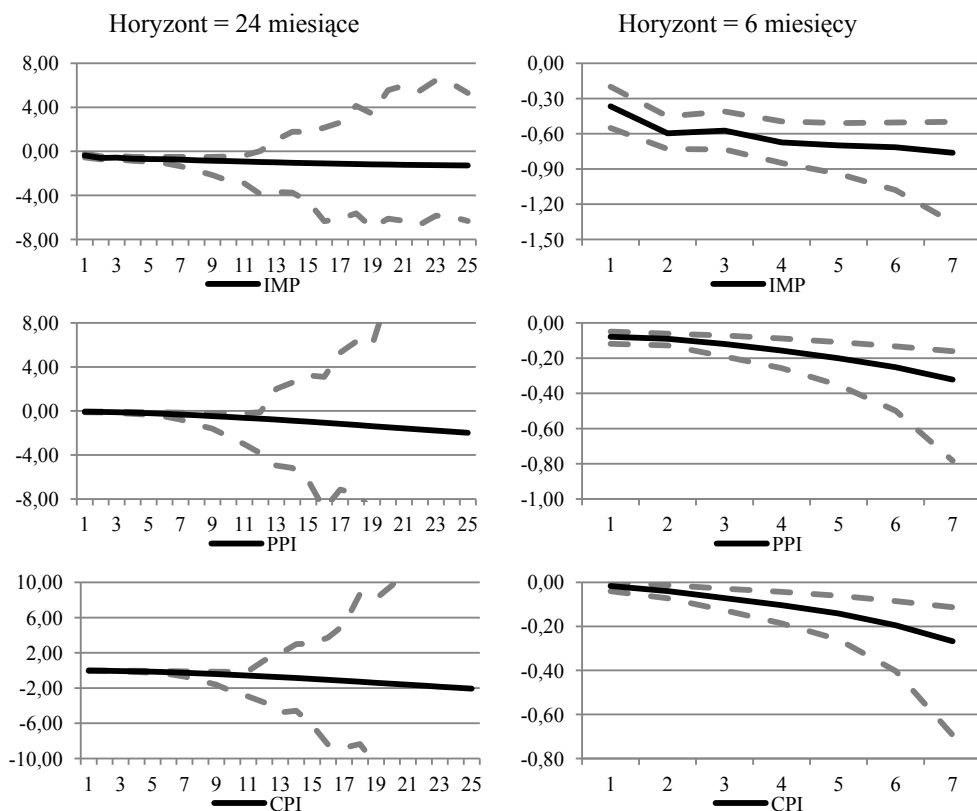 Horyzont = 24 miesiące
8,00
4,00
0,00
-4,00
-8,00
1 3 5 7 9 11 13 15 17 19 21 23 25
IMP
Horyzont = 6 miesięcy
0,00
-0,30
-0,60
-0,90
-1,20
-1,50
1 2 3 4 5 6 7
IMP
8,00
4,00
0,00
-4,00
-8,00
1 3 5 7 9 11 13 15 17 19 21 23 25
PPI
0,00
-0,20
-0,40
-0,60
-0,80
-1,00
1 2 3 4 5 6 7
PPI
10,00
6,00
2,00
-2,00
-6,00
-10,00
1 3 5 7 9 11 13 15 17 19 21 23 25
CPI
0,00
-0,20
-0,40
-0,60
-0,80
1 2 3 4 5 6 7
CPI